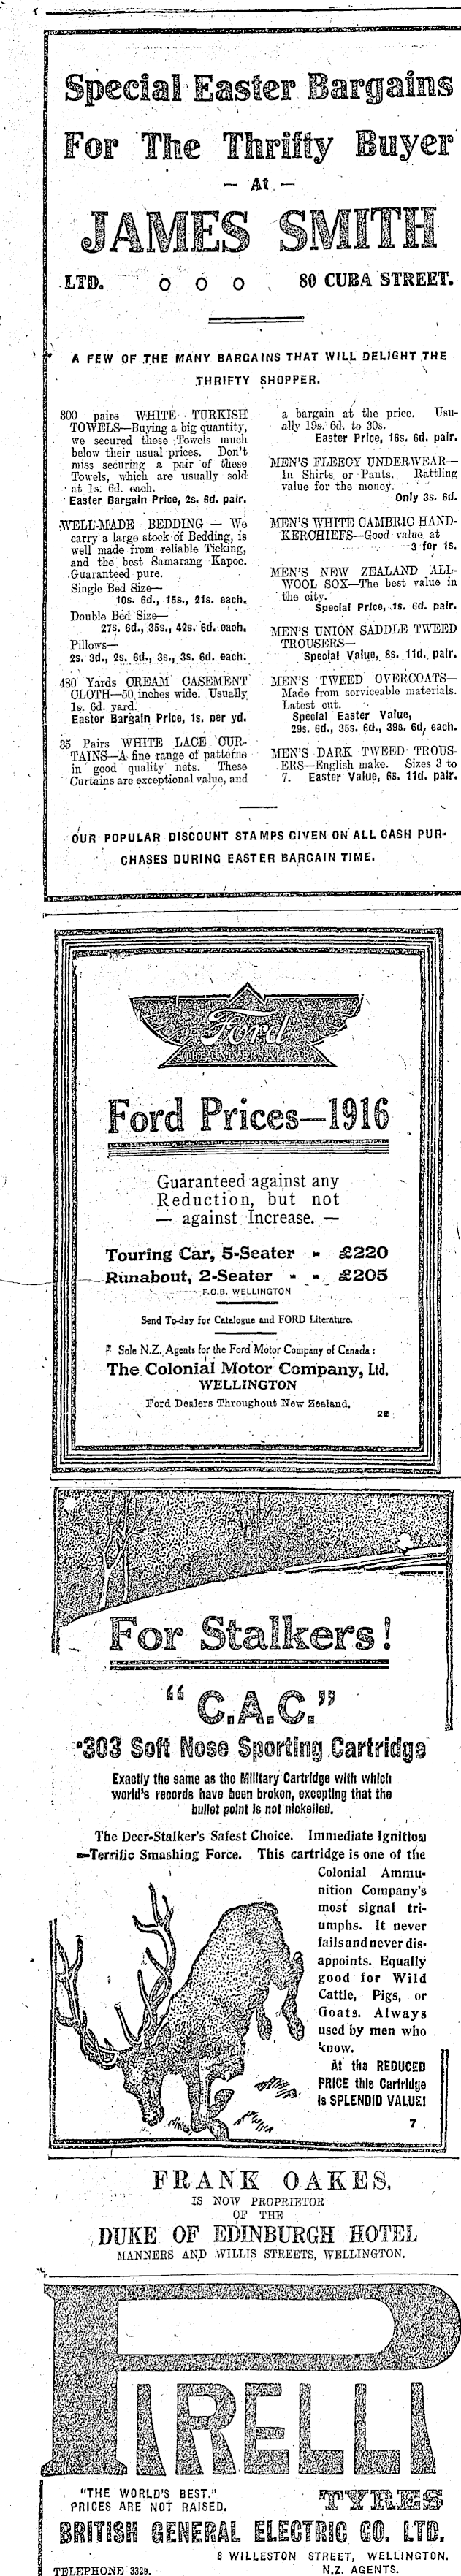 Special Easter Bargains
For The Thrifty Buyer
— At —
JAMES SMITH
LTD. O O O 80 CUBA STREET.
A FEW OF THE MANY BARGAINS THAT WILL DELIGHT THE
THRIFTY SHOPPER.
300 pairs WHITE TURKISH
TOWELS—Buying a big quantity,
we secured these Towels much
below their usual prices. Don't
miss securing a pair of these
Towels, which are usually sold
at 1s. 6d. each.
Easter Bargain Price, 2s. 6d. pair.
WELL-MADE BEDDING — We
carry a large stock of Bedding, is
well made from reliable Ticking,
and the best Samarang Kapoc.
Guaranteed pure.
Single Bed Size—
10s. 6d., 15s., 21s. each.
Double Bed Size—
27s. 6d., 35s., 42s. 6d. each.
Pillows—
2s. 3d., 2s. 6d., 3s., 3s. 6d. each.
480 Yards CREAM CASEMENT
CLOTH—50 inches wide. Usually
1s. 6d. yard.
Easter Bargain Price, 1s. per yd.
35 Pairs WHITE LACE CUR-
TAINS—A fine range of patterns
in good quality nets. These
Curtains are exceptional value, and
a bargain at the price. Usu-
ally 19s. 6d. to 30s.
Easter Price, 16s. 6d. pair.
MEN'S FLEECY UNDERWEAR—
In Shirts or Pants. Rattling
value for the money.
Only 3s. 6d.
MEN'S WHITE CAMBRIC HAND-
KERCHIEFS—Good value at
3 for 1s.
MEN'S NEW ZEALAND ALL-
WOOL SOX—The best value in
the city.
Special Price, 1s. 6d. pair.
MEN'S UNION SADDLE TWEED
TROUSERS—
Special Value, 8s. 11d. pair.
MEN'S TWEED OVERCOATS—
Made from serviceable materials.
Latest cut.
Special Easter Value,
29s. 6d., 35s. 6d., 39s. 6d. each.
MEN'S DARK TWEED TROUS-
ERS—English make. Sizes 3 to
7. Easter Value, 6s. 11d. pair.
OUR POPULAR DISCOUNT STAMPS GIVEN ON ALL CASH PUR-
CHASES DURING EASTER BARGAIN TIME.
Ford
Ford Prices—1916
Guaranteed against any
Reduction, but not
— against Increase. —
Touring Car, 5-Seater - £220
Runabout, 2-Seater - - £205
F.O.B. WELLINGTON
Send To-day for Catalogue and FORD Literature.
Sole N.Z. Agents for the Ford Motor Company of Canada:
The Colonial Motor Company, Ltd.
WELLINGTON
Ford Dealers Throughout New Zealand.
For Stalkers!
"C.A.C."
·303 Soft Nose Sporting Cartridge
Exactly the same as the Military Cartridge with which
world's records have been broken, excepting that the
bullet point is not nickelled.
The Deer-Stalker's Safest Choice. Immediate Ignition
—Terrific Smashing Force. This cartridge is one of the
Colonial Ammu-
nition Company's
most signal tri-
umphs. It never
fails and never dis-
appoints. Equally
good for Wild
Cattle, Pigs, or
Goats. Always
used by men who
know.
At the REDUCED
PRICE this Cartridge
is SPLENDID VALUE!
7
FRANK OAKES,
IS NOW PROPRIETOR
OF THE
DUKE OF EDINBURGH HOTEL
MANNERS AND WILLIS STREETS, WELLINGTON.
PIRELLI
"THE WORLD'S BEST."
PRICES ARE NOT RAISED.
TYRES
BRITISH GENERAL ELECTRIC CO. LTD.
8 WILLESTON STREET, WELLINGTON.
TELEPHONE 3329. N.Z. AGENTS.